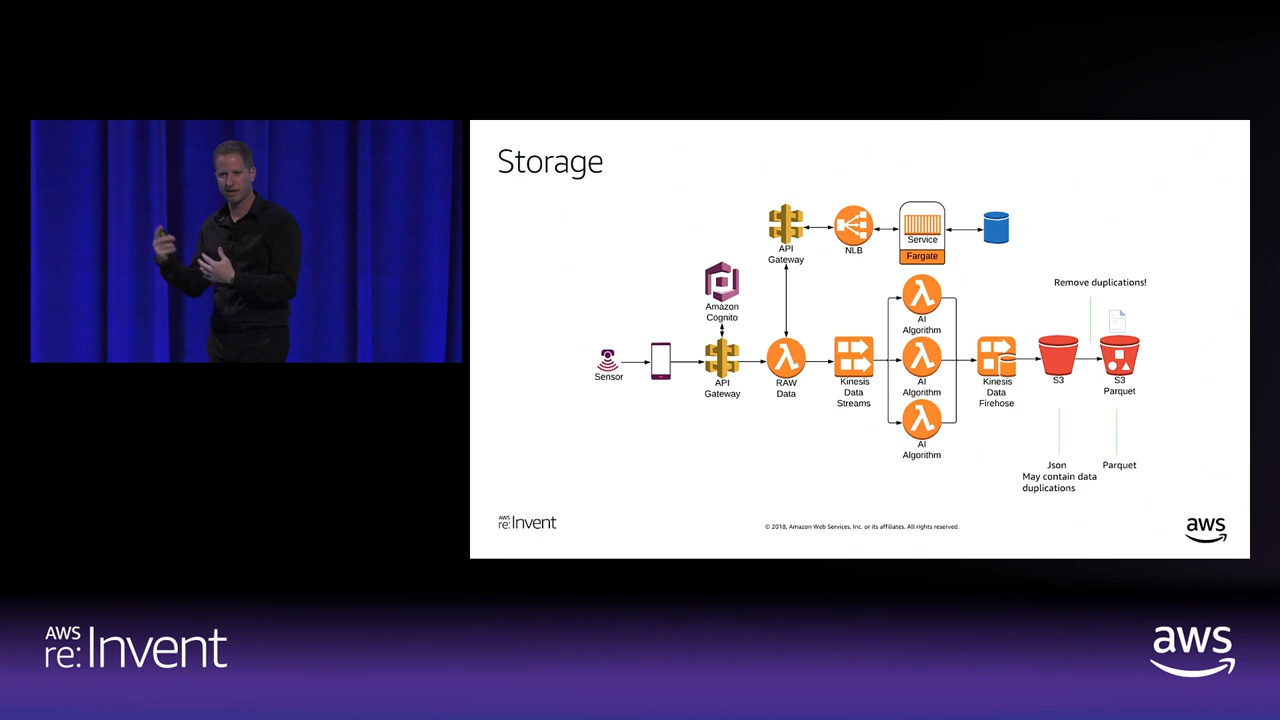 Storage
API
Gateway
NLB
Service
Fargate
Amazon
Cognito
Remove duplications!
AI
Algorithm
Sensor
API
Gateway
RAW
Data
Kinesis
Data
Streams
AI
Algorithm
Kinesis
Data
Firehose
S3
S3
Parquet
AI
Algorithm
Json
May contain data
duplications
Parquet
AWS
re:Invent
© 2018, Amazon Web Services, Inc. or its affiliates. All rights reserved.
aws
AWS
re:Invent
aws